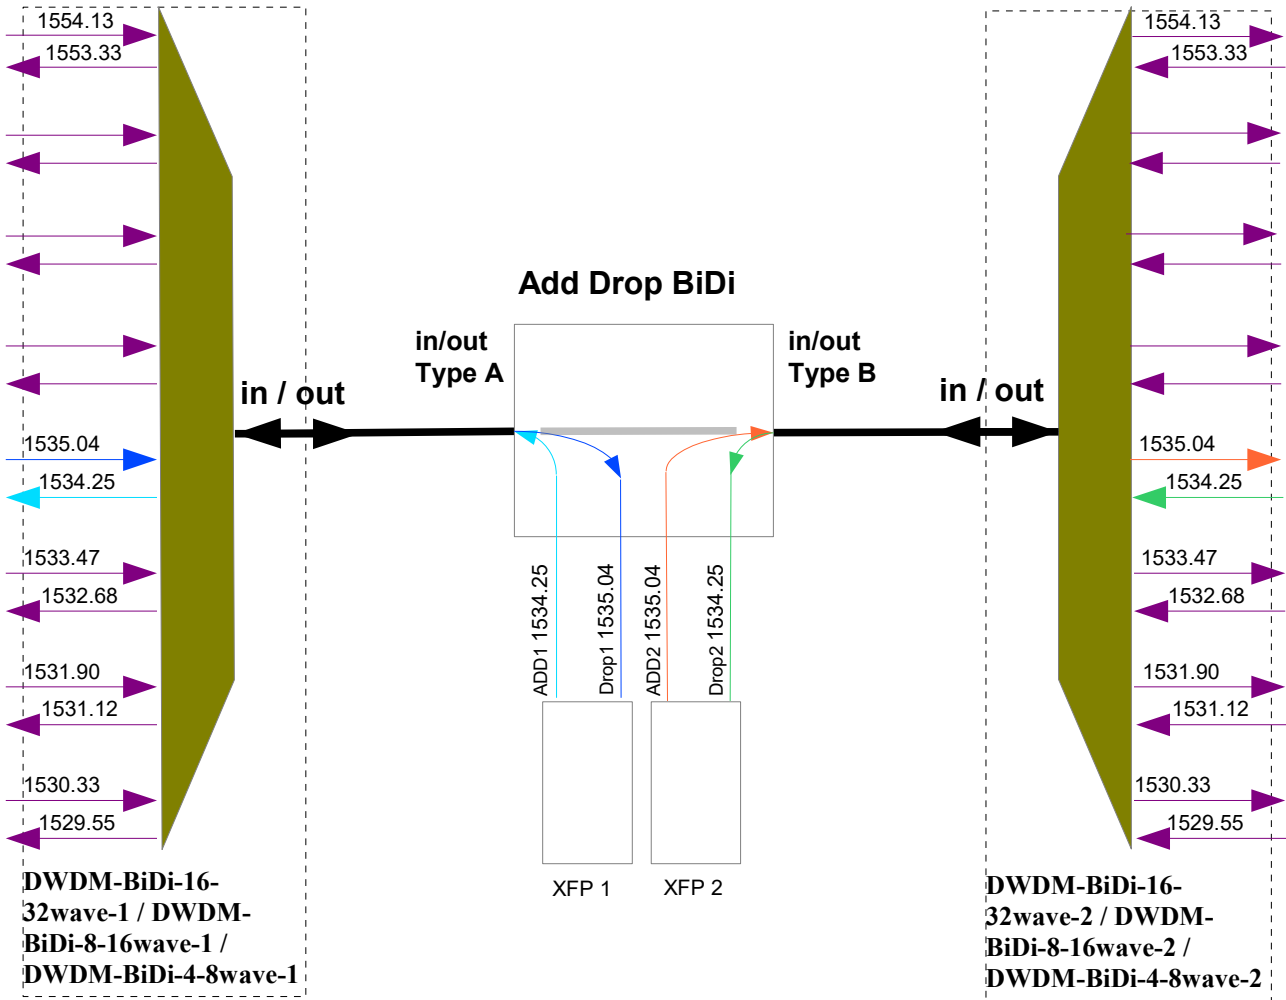 1554.13
1553.33
1535.04
1534.25
1533.47
1532.68
1531.90
1531.12
1530.33
1529.55
DWDM-BiDi-16-
32wave-1 / DWDM-
BiDi-8-16wave-1 /
DWDM-BiDi-4-8wave-1
in / out
Add Drop BiDi
in/out
Type A
in/out
Type B
ADD1 1534.25
Drop1 1535.04
ADD2 1535.04
Drop2 1534.25
XFP 1
XFP 2
in / out
1554.13
1553.33
1535.04
1534.25
1533.47
1532.68
1531.90
1531.12
1530.33
1529.55
DWDM-BiDi-16-
32wave-2 / DWDM-
BiDi-8-16wave-2 /
DWDM-BiDi-4-8wave-2